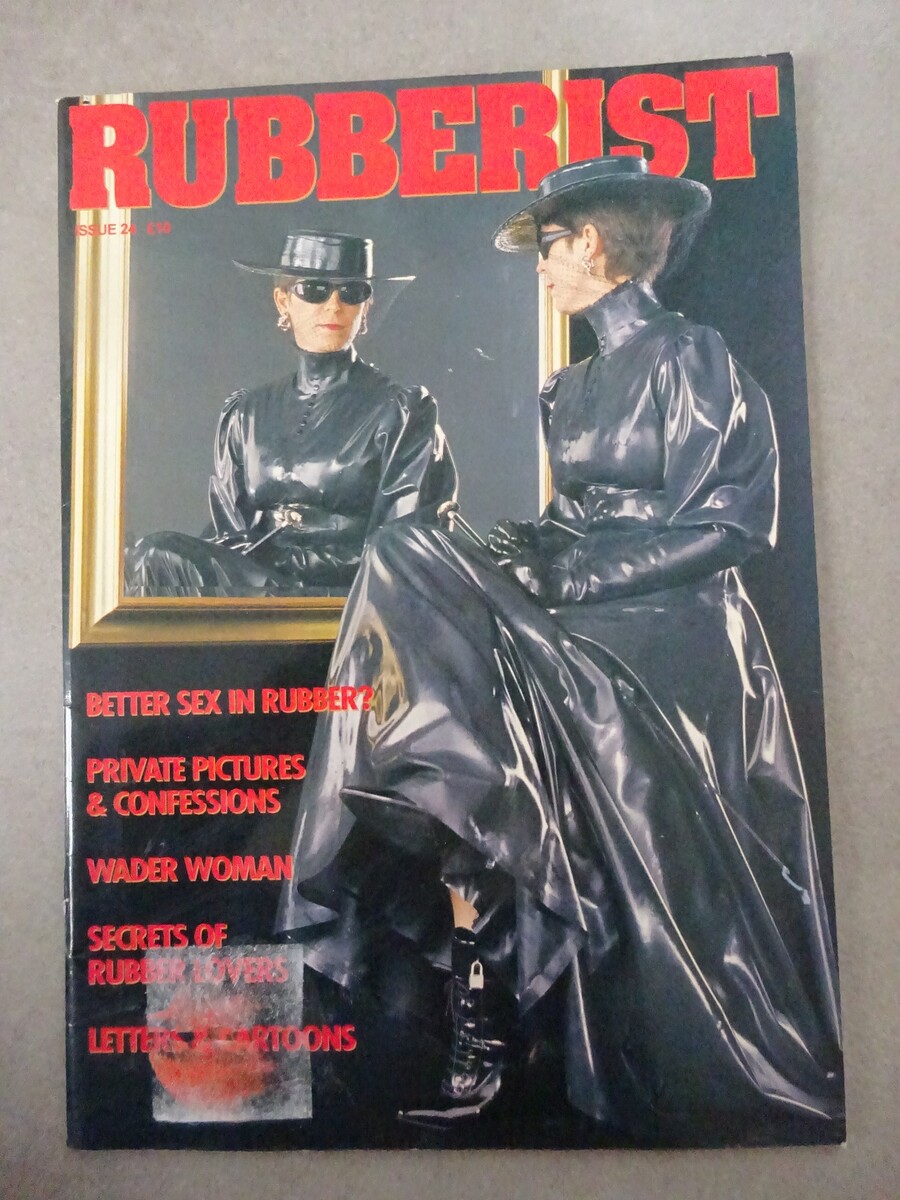 RUBBERIST
ISSUE 24 £10
BETTER SEX IN RUBBER?
PRIVATE PICTURES
& CONFESSIONS
WADER WOMAN
SECRETS OF
RUBBER LOVERS
LETTERS & CARTOONS